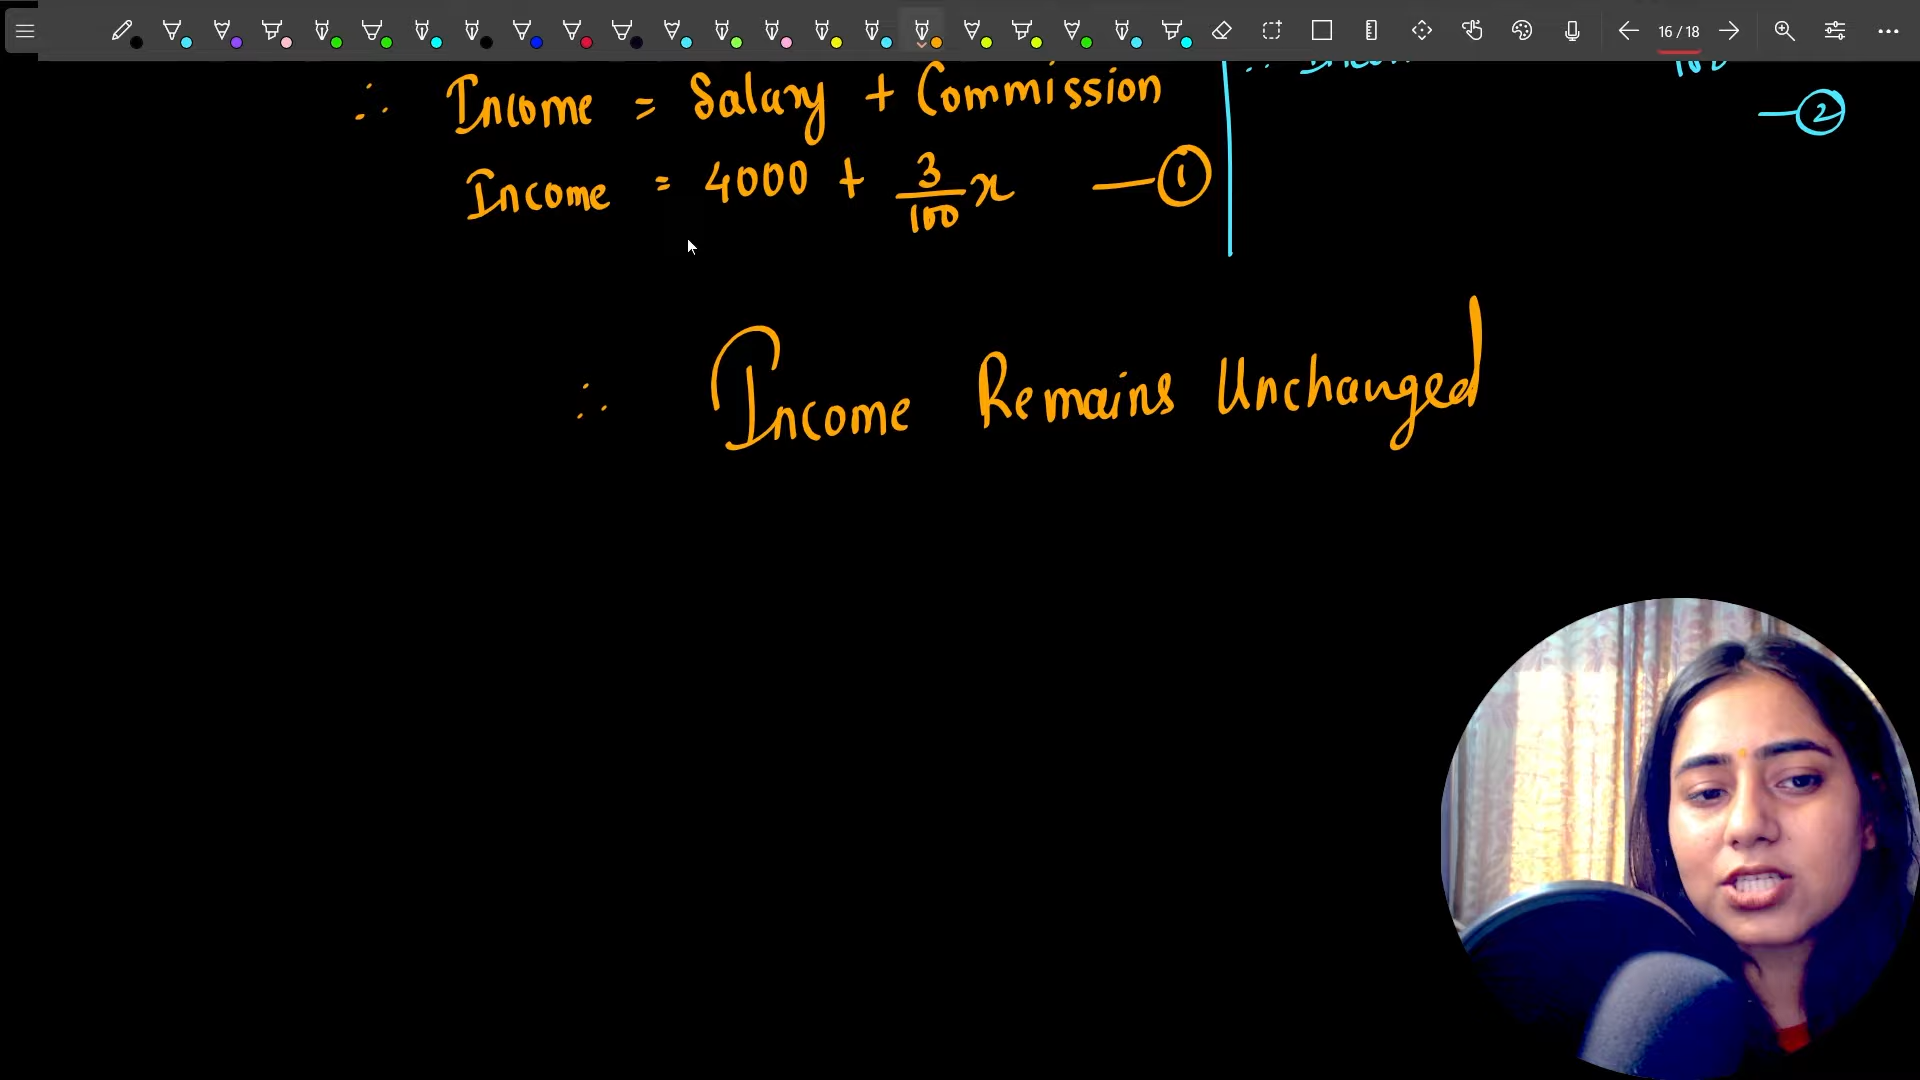 16/18
∴ Income = Salary + Commission
Income = 4000 + 3/100 x —①
—②
∴ Income Remains Unchanged